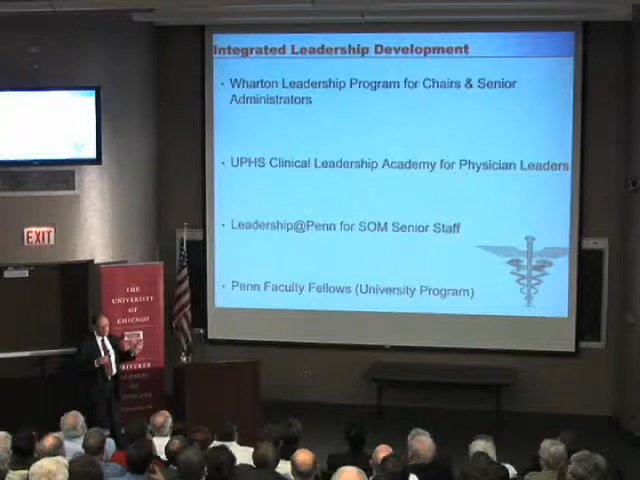 Integrated Leadership Development
· Wharton Leadership Program for Chairs & Senior
Administrators
· UPHS Clinical Leadership Academy for Physician Leaders
· Leadership@Penn for SOM Senior Staff
· Penn Faculty Fellows (University Program)
EXIT
THE
UNIVERSITY
OF
CHICAGO